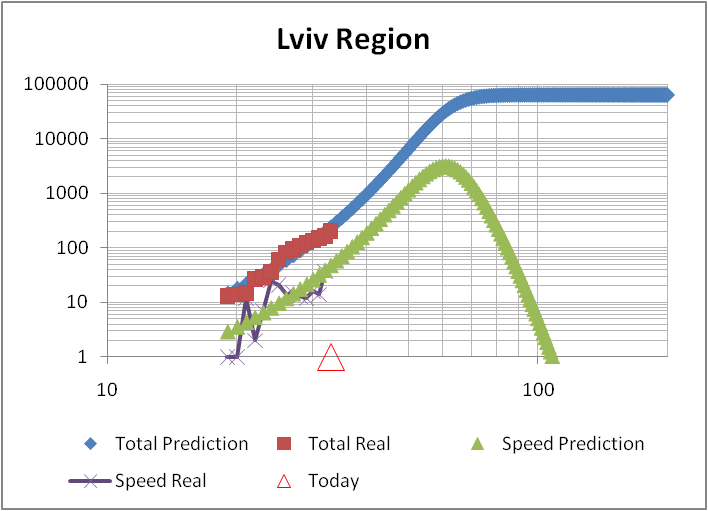 Lviv Region
100000
10000
1000
100
10
1
10 100
Total Prediction Total Real Speed Prediction
Speed Real Today